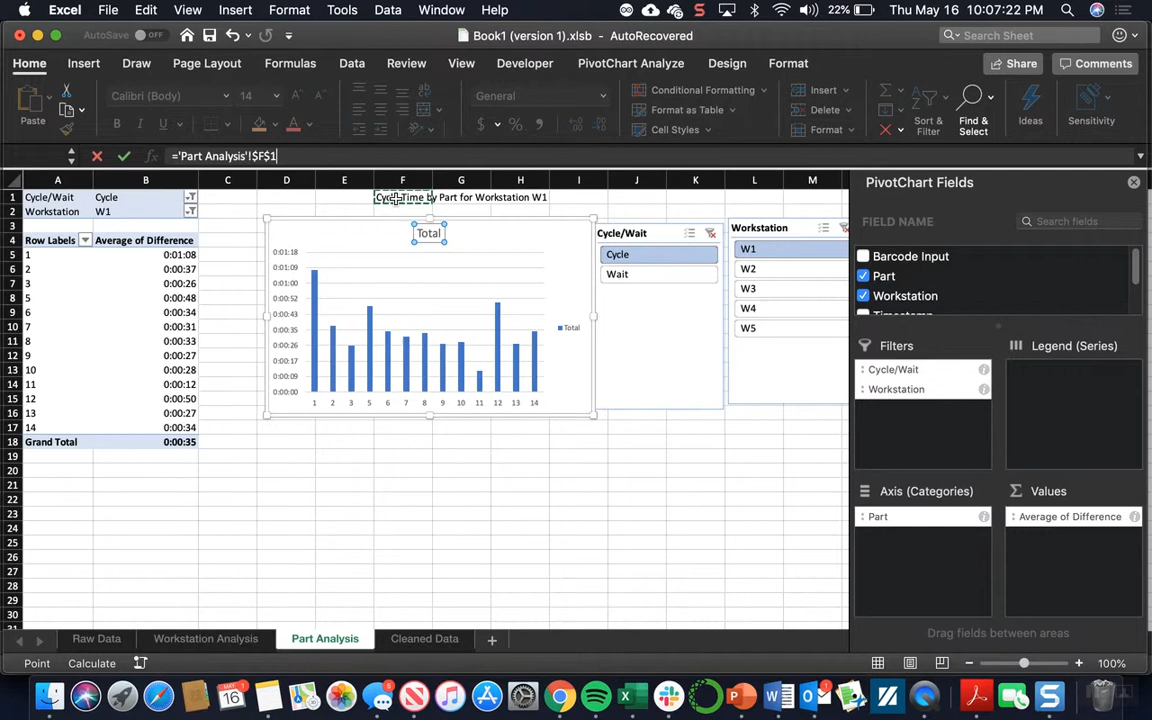 Excel File Edit View Insert Format Tools Data Window Help 22% Thu May 16 10:07:22 PM
AutoSave OFF Book1 (version 1).xlsb - AutoRecovered Search Sheet
Home Insert Draw Page Layout Formulas Data Review View Developer PivotChart Analyze Design Format Share Comments
Paste Calibri (Body) 14 General Conditional Formatting Insert
B I U Format as Table Delete Sort & Filter Find & Select Ideas Sensitivity
Cell Styles Format
fx ='Part Analysis'!$F$1
A B C D E F G H I J K L M
1 Cycle/Wait Cycle Cycle Time by Part for Workstation W1
2 Workstation W1
3
4 Row Labels Average of Difference
5 1 0:01:08
6 2 0:00:37
7 3 0:00:26
8 5 0:00:48
9 6 0:00:34
10 7 0:00:31
11 8 0:00:33
12 9 0:00:27
13 10 0:00:28
14 11 0:00:12
15 12 0:00:50
16 13 0:00:27
17 14 0:00:34
18 Grand Total 0:00:35
19
20
21
22
23
24
25
26
27
28
29
30
Total
0:01:18
0:01:09
0:01:00
0:00:52
0:00:43
0:00:35
0:00:26
0:00:17
0:00:09
0:00:00
1 2 3 5 6 7 8 9 10 11 12 13 14
Total
Cycle/Wait
Cycle
Wait
Workstation
W1
W2
W3
W4
W5
PivotChart Fields
FIELD NAME Search fields
Barcode Input
Part
Workstation
Timestamp
Filters Legend (Series)
Cycle/Wait
Workstation
Axis (Categories) Values
Part Average of Difference
Drag fields between areas
Raw Data Workstation Analysis Part Analysis Cleaned Data
Point Calculate 100%